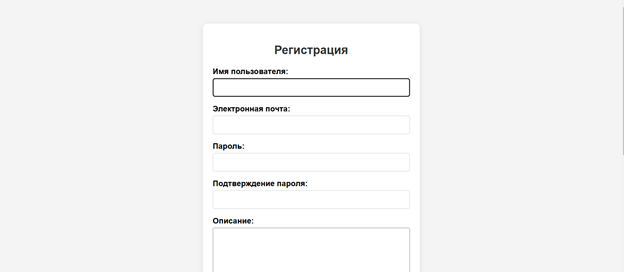 Регистрация
Имя пользователя:
Электронная почта:
Пароль:
Подтверждение пароля:
Описание: